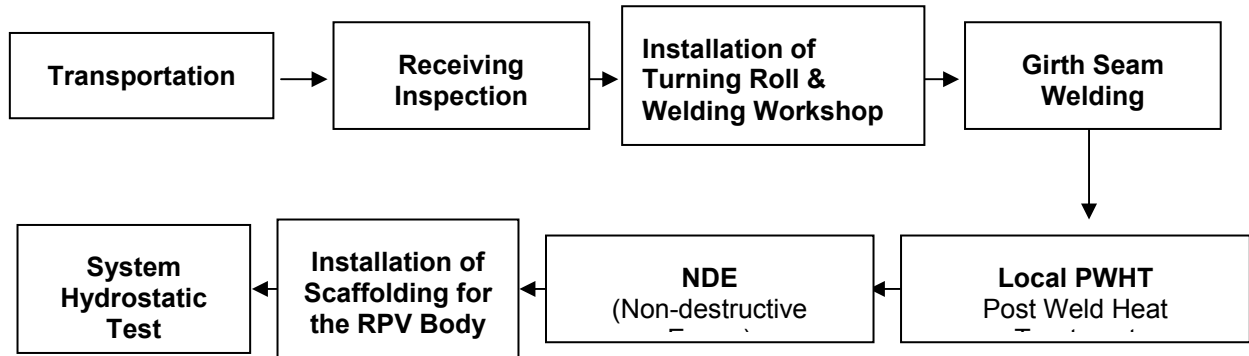 Transportation
Receiving
Inspection
Installation of
Turning Roll &
Welding Workshop
Girth Seam
Welding
Local PWHT
Post Weld Heat
NDE
(Non-destructive
Installation of
Scaffolding for
the RPV Body
System
Hydrostatic
Test